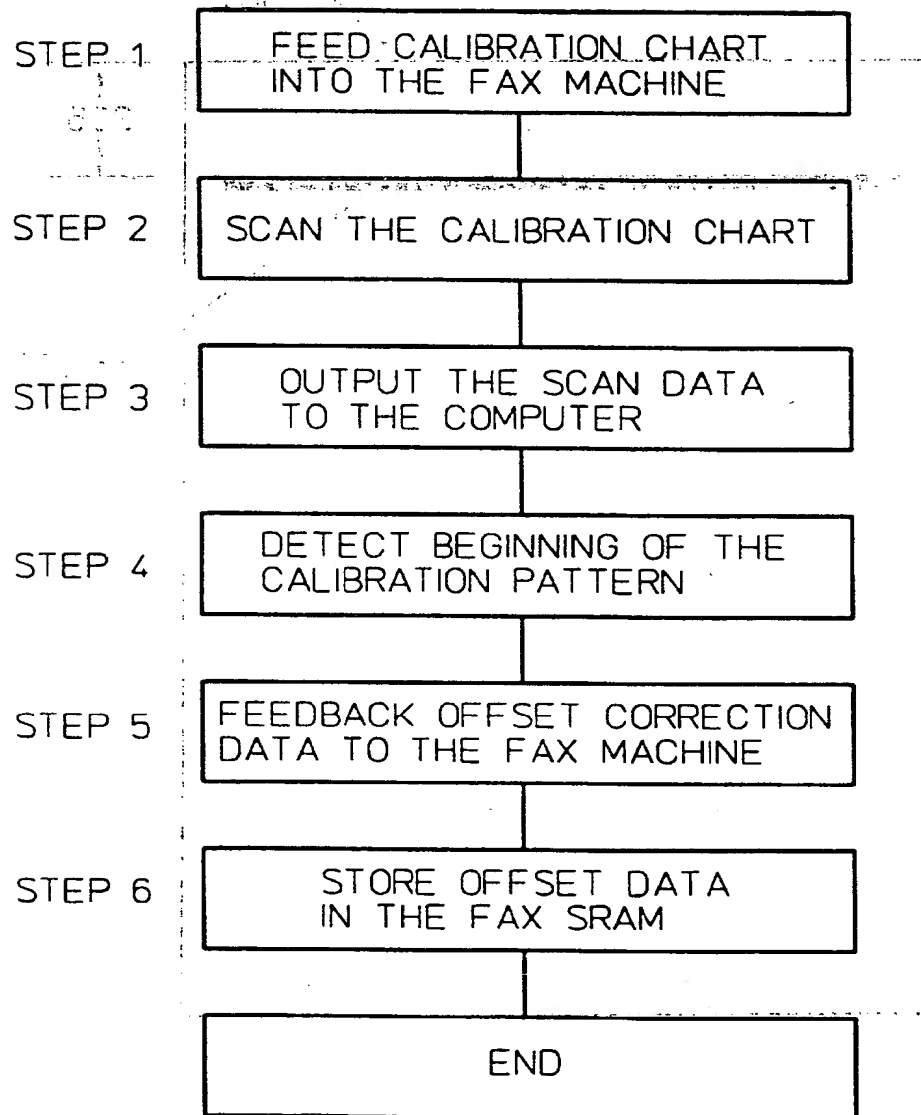 STEP 1
FEED CALIBRATION CHART
INTO THE FAX MACHINE
STEP 2
SCAN THE CALIBRATION CHART
STEP 3
OUTPUT THE SCAN DATA
TO THE COMPUTER
STEP 4
DETECT BEGINNING OF THE
CALIBRATION PATTERN
STEP 5
FEEDBACK OFFSET CORRECTION
DATA TO THE FAX MACHINE
STEP 6
STORE OFFSET DATA
IN THE FAX SRAM
END